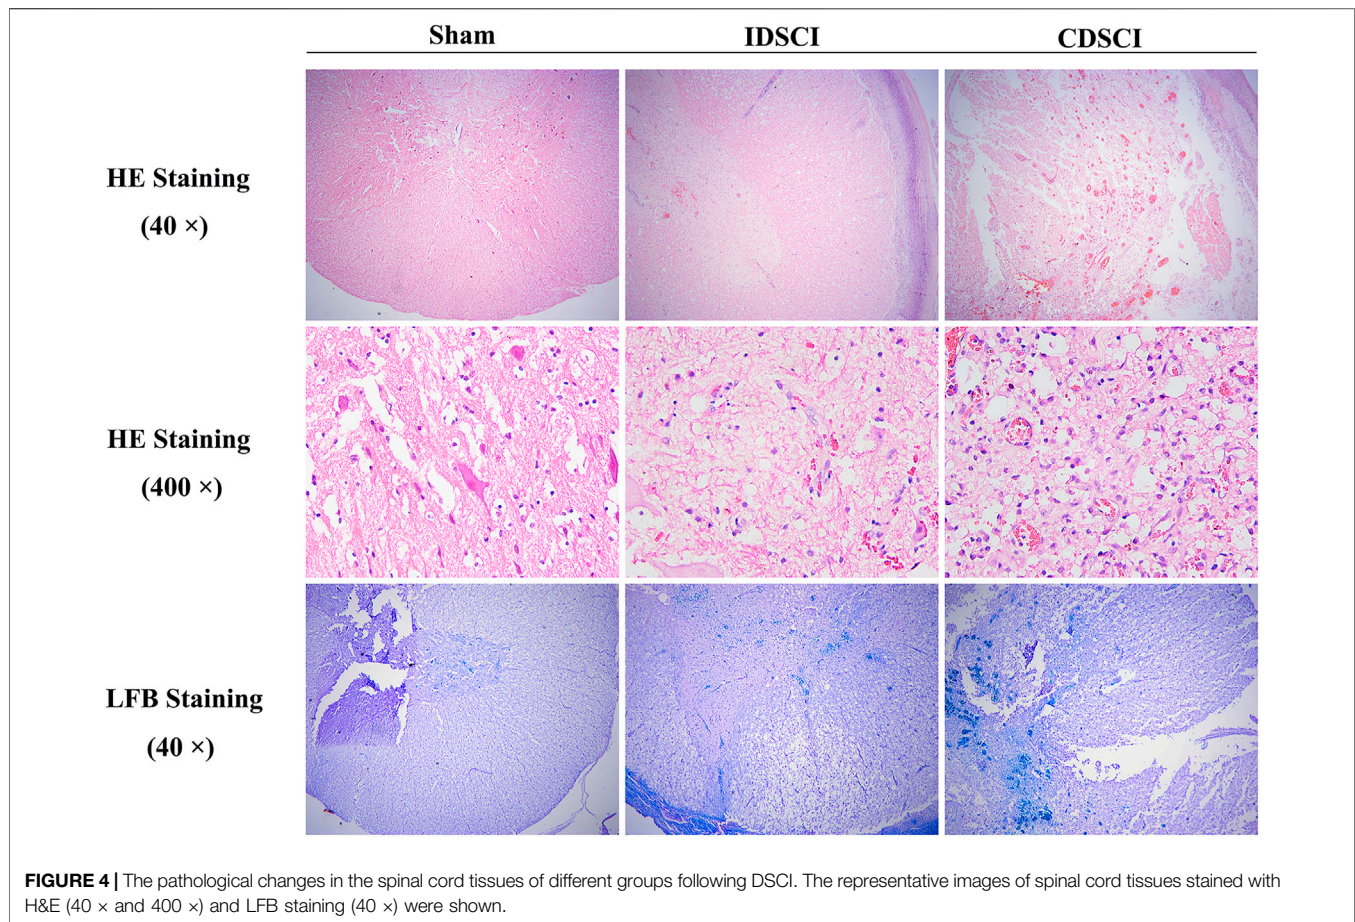 Sham IDSCI CDSCI
HE Staining
(40 ×)
HE Staining
(400 ×)
LFB Staining
(40 ×)
FIGURE 4 | The pathological changes in the spinal cord tissues of different groups following DSCI. The representative images of spinal cord tissues stained with
H&E (40 × and 400 ×) and LFB staining (40 ×) were shown.